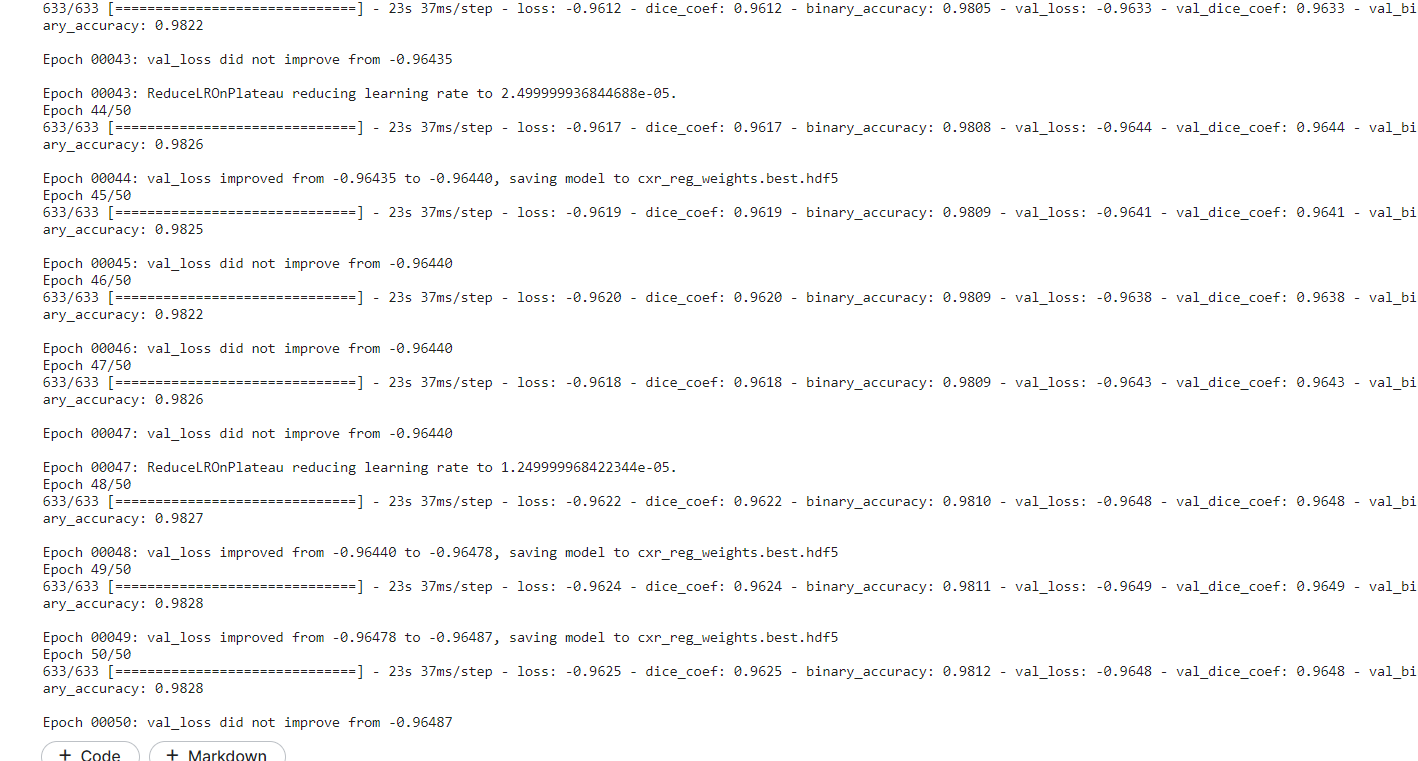 633/633 [==============================] - 23s 37ms/step - loss: -0.9612 - dice_coef: 0.9612 - binary_accuracy: 0.9805 - val_loss: -0.9633 - val_dice_coef: 0.9633 - val_bi
ary_accuracy: 0.9822
Epoch 00043: val_loss did not improve from -0.96435
Epoch 00043: ReduceLROnPlateau reducing learning rate to 2.499999936844688e-05.
Epoch 44/50
633/633 [==============================] - 23s 37ms/step - loss: -0.9617 - dice_coef: 0.9617 - binary_accuracy: 0.9808 - val_loss: -0.9644 - val_dice_coef: 0.9644 - val_bi
ary_accuracy: 0.9826
Epoch 00044: val_loss improved from -0.96435 to -0.96440, saving model to cxr_reg_weights.best.hdf5
Epoch 45/50
633/633 [==============================] - 23s 37ms/step - loss: -0.9619 - dice_coef: 0.9619 - binary_accuracy: 0.9809 - val_loss: -0.9641 - val_dice_coef: 0.9641 - val_bi
ary_accuracy: 0.9825
Epoch 00045: val_loss did not improve from -0.96440
Epoch 46/50
633/633 [==============================] - 23s 37ms/step - loss: -0.9620 - dice_coef: 0.9620 - binary_accuracy: 0.9809 - val_loss: -0.9638 - val_dice_coef: 0.9638 - val_bi
ary_accuracy: 0.9822
Epoch 00046: val_loss did not improve from -0.96440
Epoch 47/50
633/633 [==============================] - 23s 37ms/step - loss: -0.9618 - dice_coef: 0.9618 - binary_accuracy: 0.9809 - val_loss: -0.9643 - val_dice_coef: 0.9643 - val_bi
ary_accuracy: 0.9826
Epoch 00047: val_loss did not improve from -0.96440
Epoch 00047: ReduceLROnPlateau reducing learning rate to 1.249999968422344e-05.
Epoch 48/50
633/633 [==============================] - 23s 37ms/step - loss: -0.9622 - dice_coef: 0.9622 - binary_accuracy: 0.9810 - val_loss: -0.9648 - val_dice_coef: 0.9648 - val_bi
ary_accuracy: 0.9827
Epoch 00048: val_loss improved from -0.96440 to -0.96478, saving model to cxr_reg_weights.best.hdf5
Epoch 49/50
633/633 [==============================] - 23s 37ms/step - loss: -0.9624 - dice_coef: 0.9624 - binary_accuracy: 0.9811 - val_loss: -0.9649 - val_dice_coef: 0.9649 - val_bi
ary_accuracy: 0.9828
Epoch 00049: val_loss improved from -0.96478 to -0.96487, saving model to cxr_reg_weights.best.hdf5
Epoch 50/50
633/633 [==============================] - 23s 37ms/step - loss: -0.9625 - dice_coef: 0.9625 - binary_accuracy: 0.9812 - val_loss: -0.9648 - val_dice_coef: 0.9648 - val_bi
ary_accuracy: 0.9828
Epoch 00050: val_loss did not improve from -0.96487
+ Code + Markdown